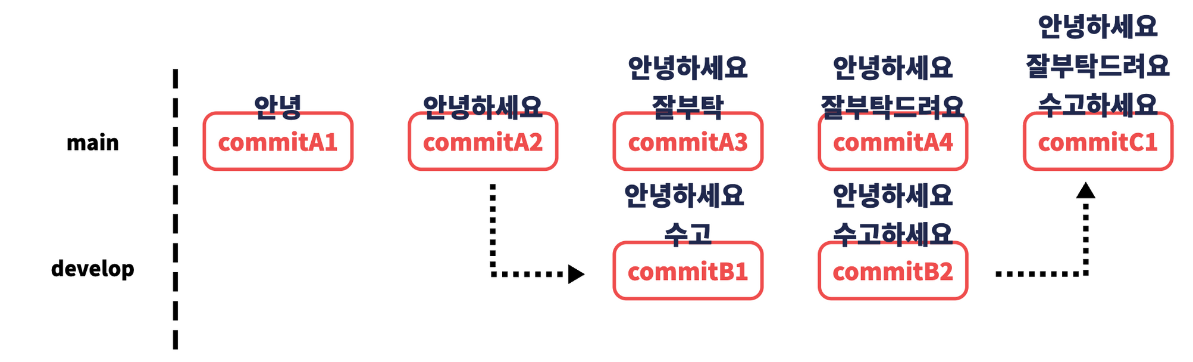 안녕하세요
잘부탁드려요
수고하세요
안녕하세요
잘부탁
안녕하세요
잘부탁드려요
안녕
안녕하세요
main
commitA1
commitA2
commitA3
commitA4
commitC1
안녕하세요
수고
안녕하세요
수고하세요
develop
commitB1
commitB2